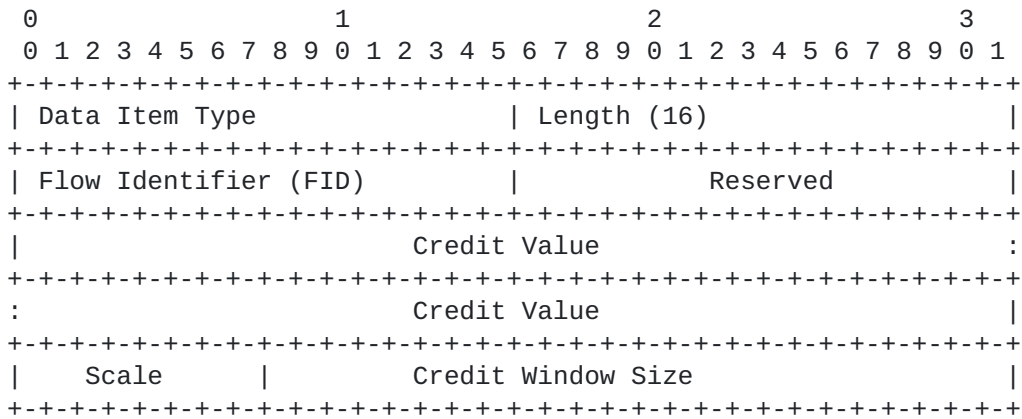 0                   1                   2                   3
 0 1 2 3 4 5 6 7 8 9 0 1 2 3 4 5 6 7 8 9 0 1 2 3 4 5 6 7 8 9 0 1
+-+-+-+-+-+-+-+-+-+-+-+-+-+-+-+-+-+-+-+-+-+-+-+-+-+-+-+-+-+-+-+-+
| Data Item Type                | Length (16)                   |
+-+-+-+-+-+-+-+-+-+-+-+-+-+-+-+-+-+-+-+-+-+-+-+-+-+-+-+-+-+-+-+-+
| Flow Identifier (FID)         |            Reserved           |
+-+-+-+-+-+-+-+-+-+-+-+-+-+-+-+-+-+-+-+-+-+-+-+-+-+-+-+-+-+-+-+-+
|                         Credit Value                          :
+-+-+-+-+-+-+-+-+-+-+-+-+-+-+-+-+-+-+-+-+-+-+-+-+-+-+-+-+-+-+-+-+
:                         Credit Value                          |
+-+-+-+-+-+-+-+-+-+-+-+-+-+-+-+-+-+-+-+-+-+-+-+-+-+-+-+-+-+-+-+-+
|    Scale      |         Credit Window Size                    |
+-+-+-+-+-+-+-+-+-+-+-+-+-+-+-+-+-+-+-+-+-+-+-+-+-+-+-+-+-+-+-+-+